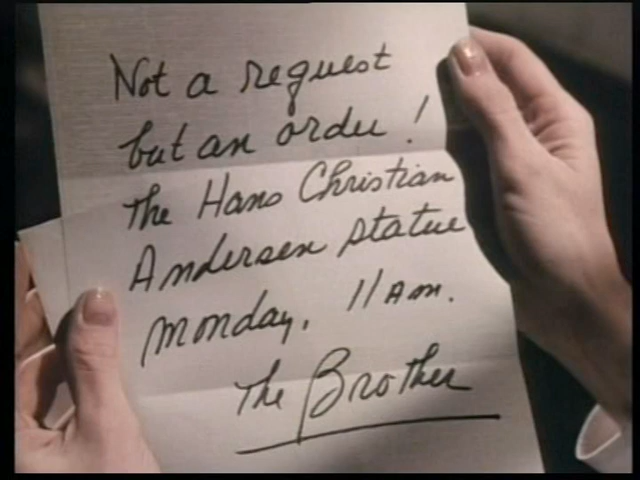 Not a request
but an order!
The Hans Christian
Andersen statue
Monday, 11 AM.
The Brother